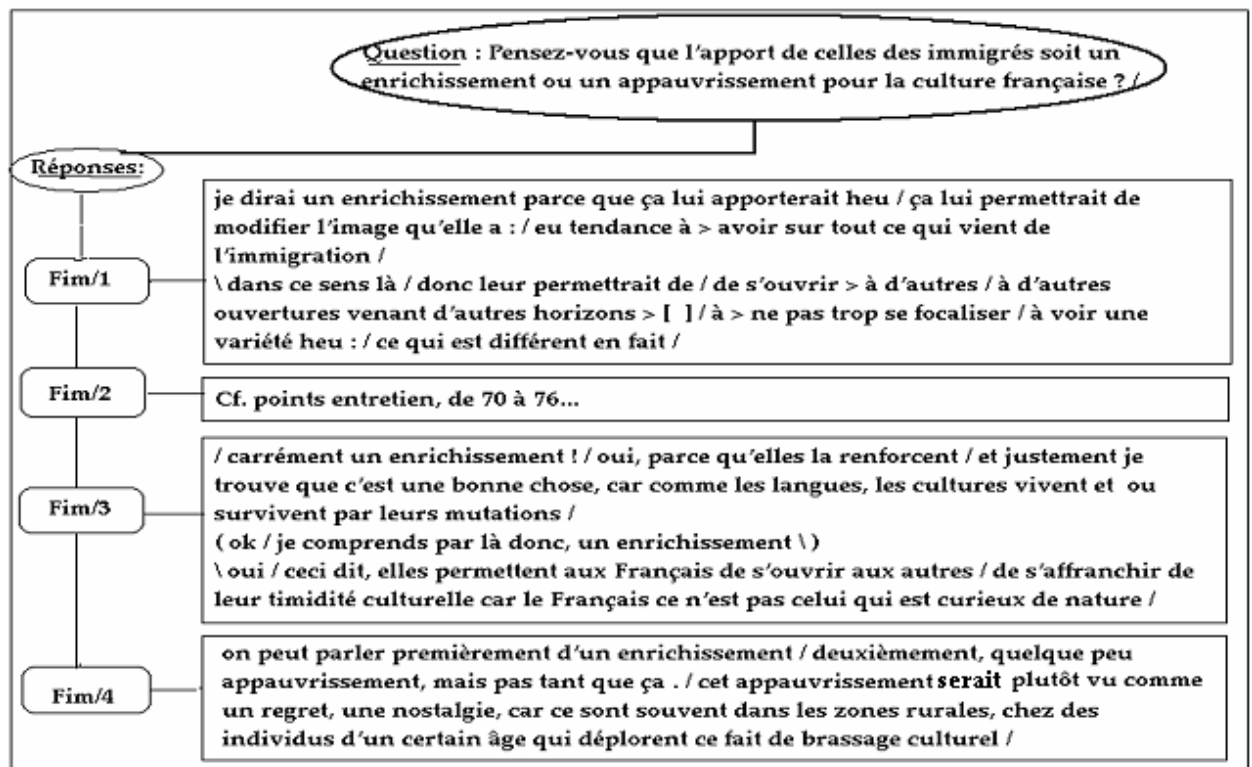 Question : Pensez-vous que l'apport de celles des immigrés soit un
enrichissement ou un appauvrissement pour la culture française ? /
Réponses:
je dirai un enrichissement parce que ça lui apporterait heu / ça lui permettrait de
modifier l'image qu'elle a : / eu tendance à > avoir sur tout ce qui vient de
l'immigration /
Fim/1
\ dans ce sens là / donc leur permettrait de / de s'ouvrir > à d'autres / à d'autres
ouvertures venant d'autres horizons > [ ] / à > ne pas trop se focaliser / à voir une
variété heu : / ce qui est différent en fait /
Fim/2
Cf. points entretien, de 70 à 76...
/ carrément un enrichissement ! / oui, parce qu'elles la renforcent / et justement je
trouve que c'est une bonne chose, car comme les langues, les cultures vivent et ou
survivent par leurs mutations /
Fim/3
( ok / je comprends par là donc, un enrichissement \ )
\ oui / ceci dit, elles permettent aux Français de s'ouvrir aux autres / de s'affranchir de
leur timidité culturelle car le Français ce n'est pas celui qui est curieux de nature /
on peut parler premièrement d'un enrichissement / deuxièmement, quelque peu
appauvrissement, mais pas tant que ça . / cet appauvrissement serait plutôt vu comme
Fim/4
un regret, une nostalgie, car ce sont souvent dans les zones rurales, chez des
individus d'un certain âge qui déplorent ce fait de brassage culturel /